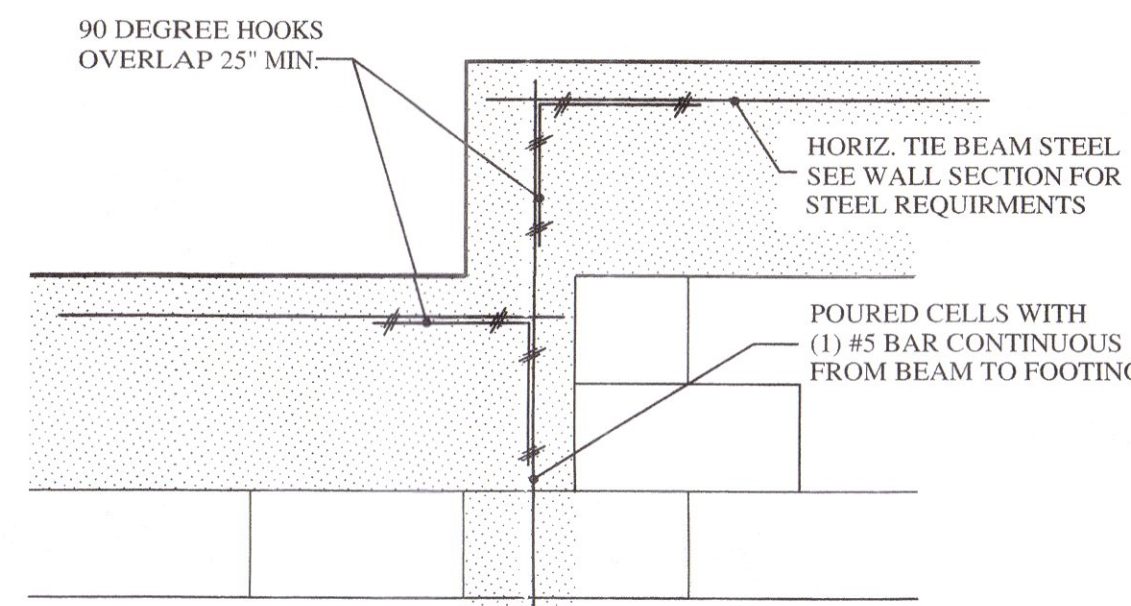 90 DEGREE HOOKS
OVERLAP 25" MIN.
HORIZ. TIE BEAM STEEL
SEE WALL SECTION FOR
STEEL REQUIRMENTS
POURED CELLS WITH
(1) #5 BAR CONTINUOUS
FROM BEAM TO FOOTING